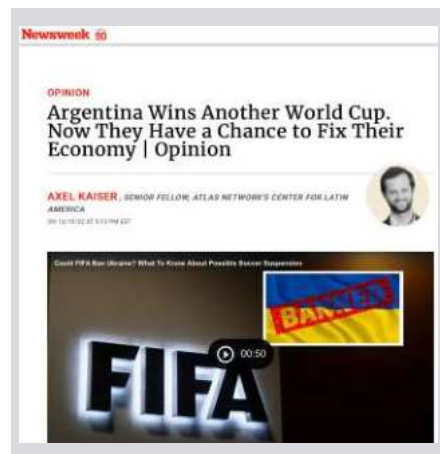 Newsweek
OPINION
Argentina Wins Another World Cup.
Now They Have a Chance to Fix Their
Economy | Opinion
AXEL KAISER, SENIOR FELLOW, ATLAS NETWORK'S CENTER FOR LATIN
AMERICA
Could FIFA Ban Ukraine? What To Know About Possible Soccer Suspension
BANNED
00:50
FIFA